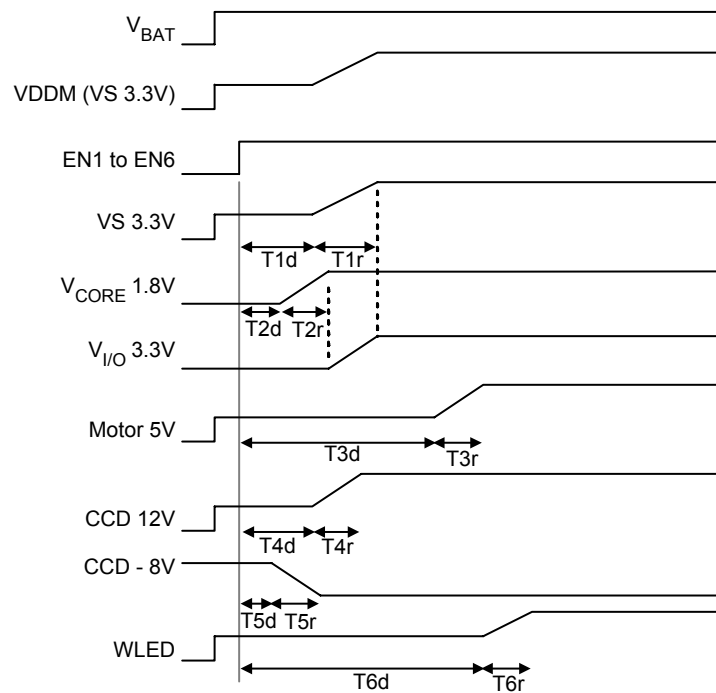 VBAT
VDDM (VS 3.3V)
EN1 to EN6
VS 3.3V
T1d T1r
VCORE 1.8V
T2d T2r
VI/O 3.3V
Motor 5V
T3d T3r
CCD 12V
T4d T4r
CCD - 8V
T5d T5r
WLED
T6d T6r